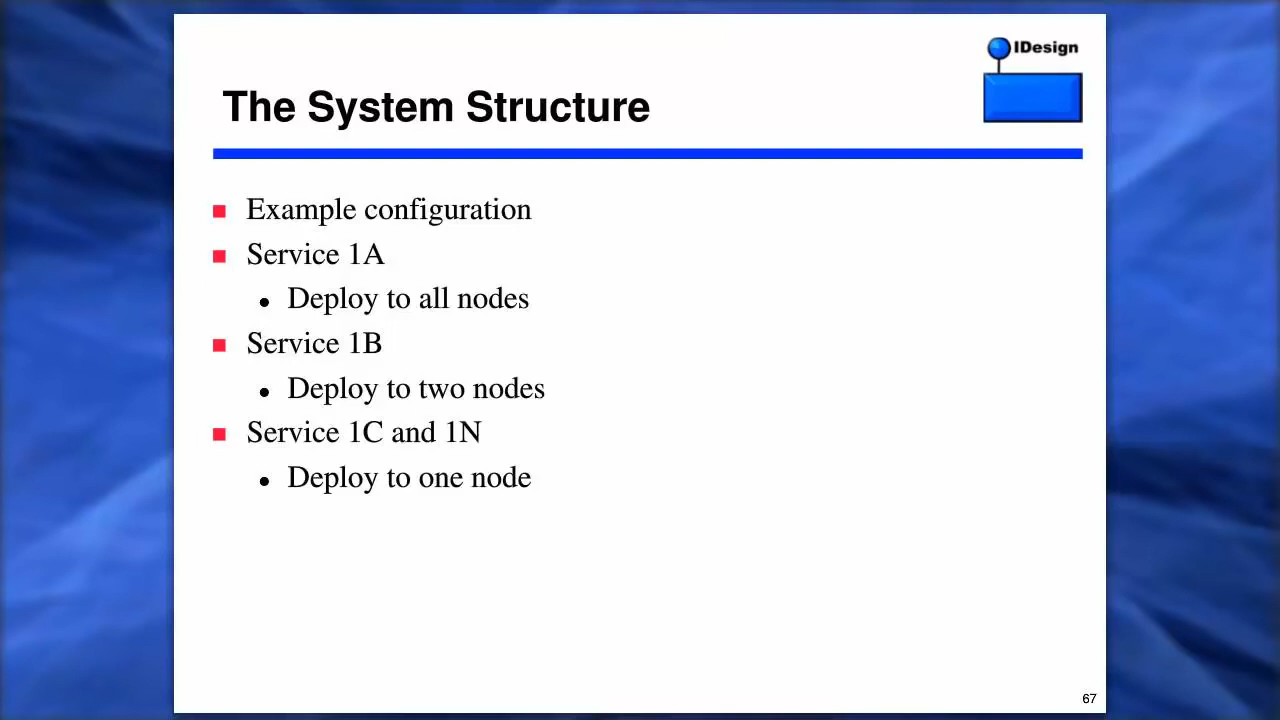 IDesign
The System Structure
Example configuration
Service 1A
Deploy to all nodes
Service 1B
Deploy to two nodes
Service 1C and 1N
Deploy to one node
67